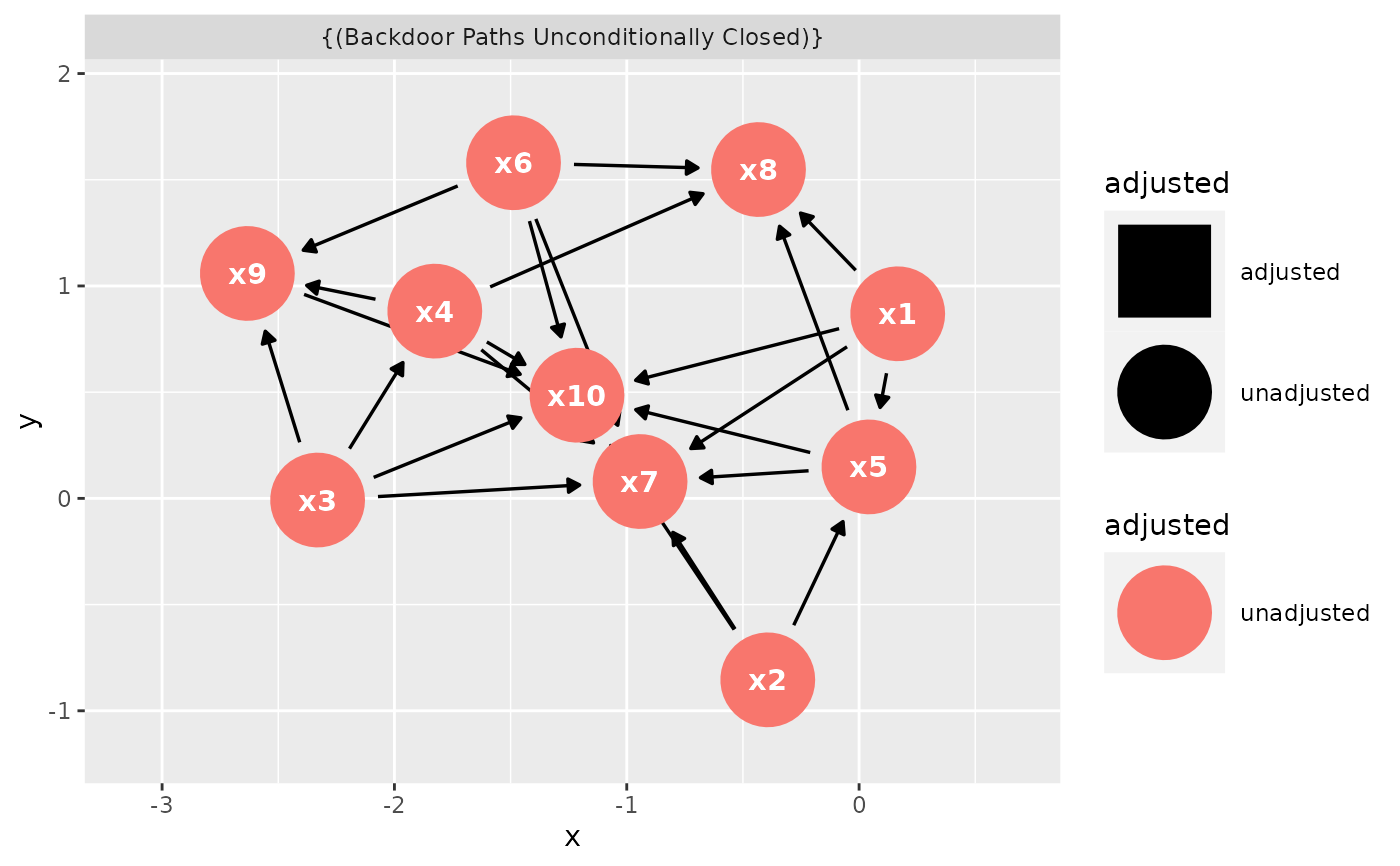 {(Backdoor Paths Unconditionally Closed)}
2
1
0
-1
y
x6
x8
x9
x4
x1
x10
x7
x5
x3
x2
-3
-2
-1
0
x
adjusted
adjusted
unadjusted
adjusted
unadjusted